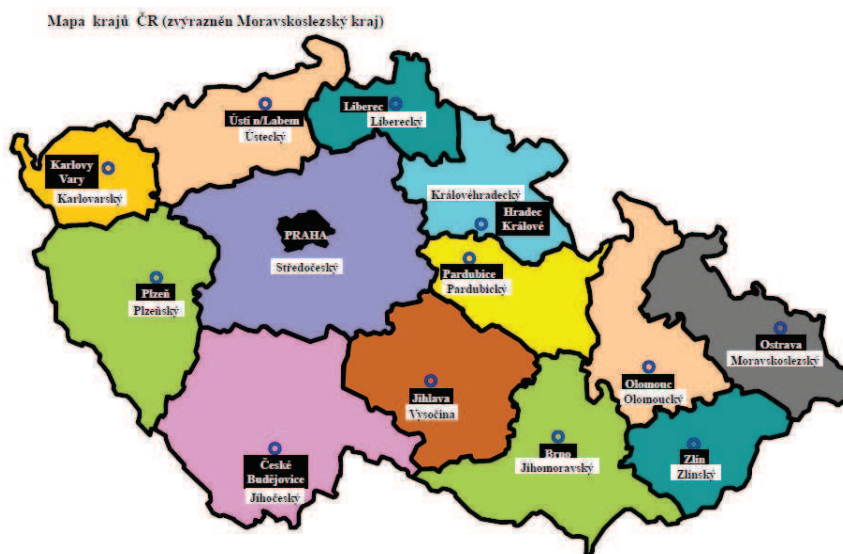 Mapa krajů ČR (zvýrazněn Moravskoslezský kraj)
Ústí n/Labem
Ústecký
Liberec
Liberecký
Karlovy
Vary
Karlovarský
Královéhradecký
Hradec
Králové
PRAHA
Středočeský
Pardubice
Pardubický
Plzeň
Plzeňský
Ostrava
Moravskoslezský
Jihlava
Vysočina
Olomouc
Olomoucký
České
Budějovice
Jihočeský
Brno
Jihomoravský
Zlín
Zlínský